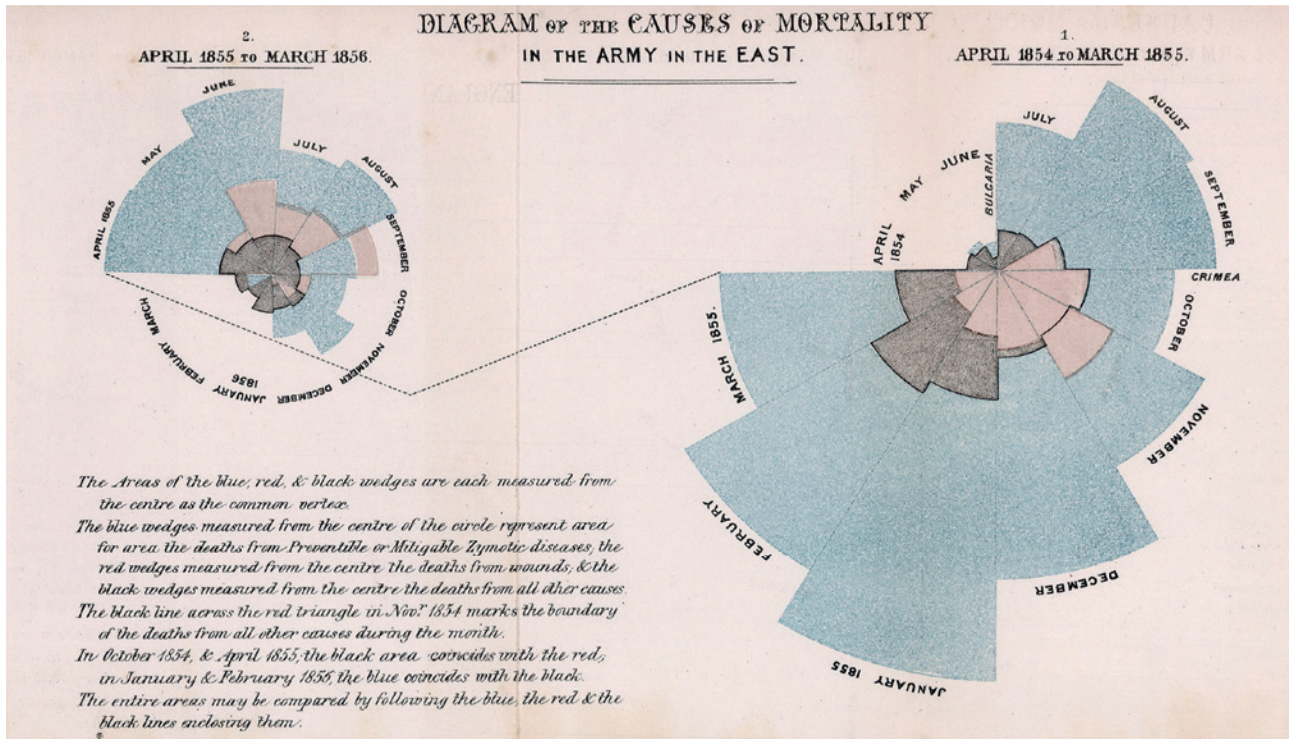 DIAGRAM OF THE CAUSES OF MORTALITY
IN THE ARMY IN THE EAST.
2.
APRIL 1855 TO MARCH 1856.
JUNE
MAY
JULY
AUGUST
APRIL 1855
SEPTEMBER
OCTOBER
NOVEMBER
DECEMBER
JANUARY
1856
FEBRUARY
MARCH
1.
APRIL 1854 TO MARCH 1855.
APRIL
1854
MAY
JUNE
BULGARIA
JULY
AUGUST
SEPTEMBER
CRIMEA
OCTOBER
NOVEMBER
DECEMBER
JANUARY 1855
FEBRUARY
MARCH 1855.
The Areas of the blue, red, & black wedges are each measured from
the centre as the common vertex.
The blue wedges measured from the centre of the circle represent area
for area the deaths from Preventible or Mitigable Zymotic diseases, the
red wedges measured from the centre the deaths from wounds, & the
black wedges measured from the centre the deaths from all other causes.
The black line across the red triangle in Novr. 1854 marks the boundary
of the deaths from all other causes during the month.
In October 1854, & April 1855, the black area coincides with the red,
in January & February 1856, the blue coincides with the black.
The entire areas may be compared by following the blue, the red & the
black lines enclosing them.